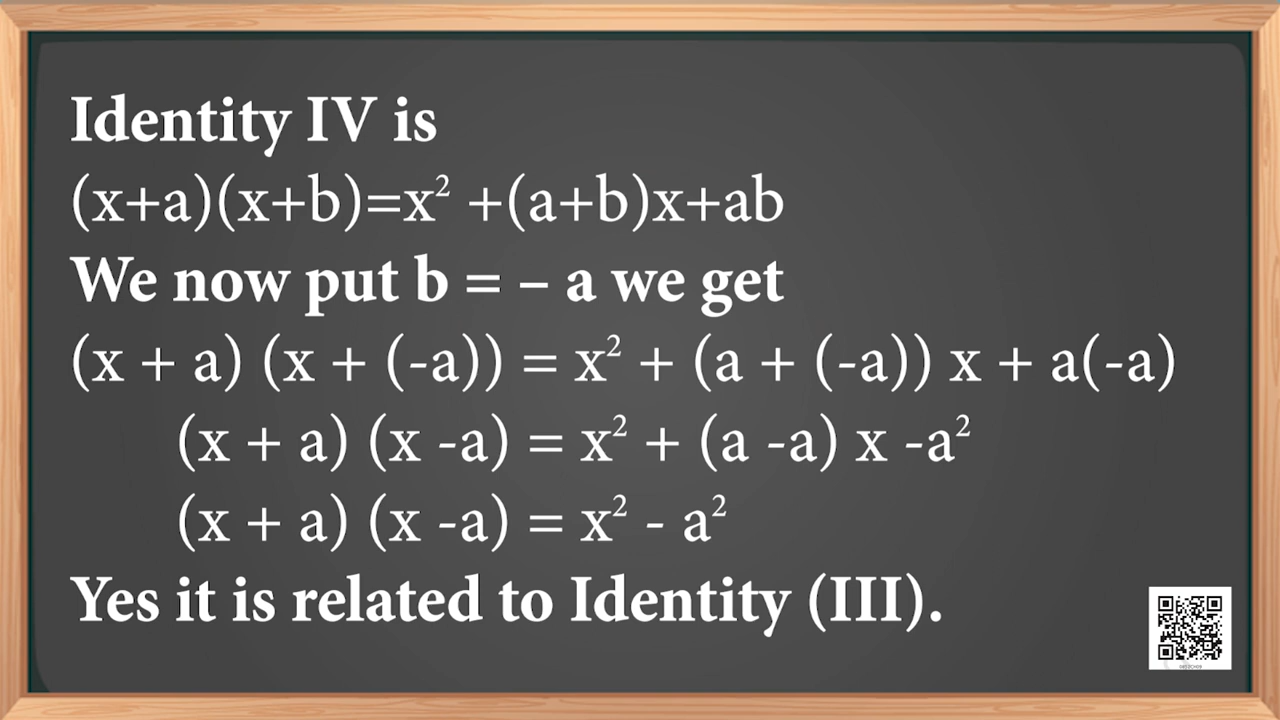 Identity IV is
(x+a)(x+b)=x² +(a+b)x+ab
We now put b = – a we get
(x + a) (x + (-a)) = x² + (a + (-a)) x + a(-a)
(x + a) (x -a) = x² + (a -a) x -a²
(x + a) (x -a) = x² - a²
Yes it is related to Identity (III).